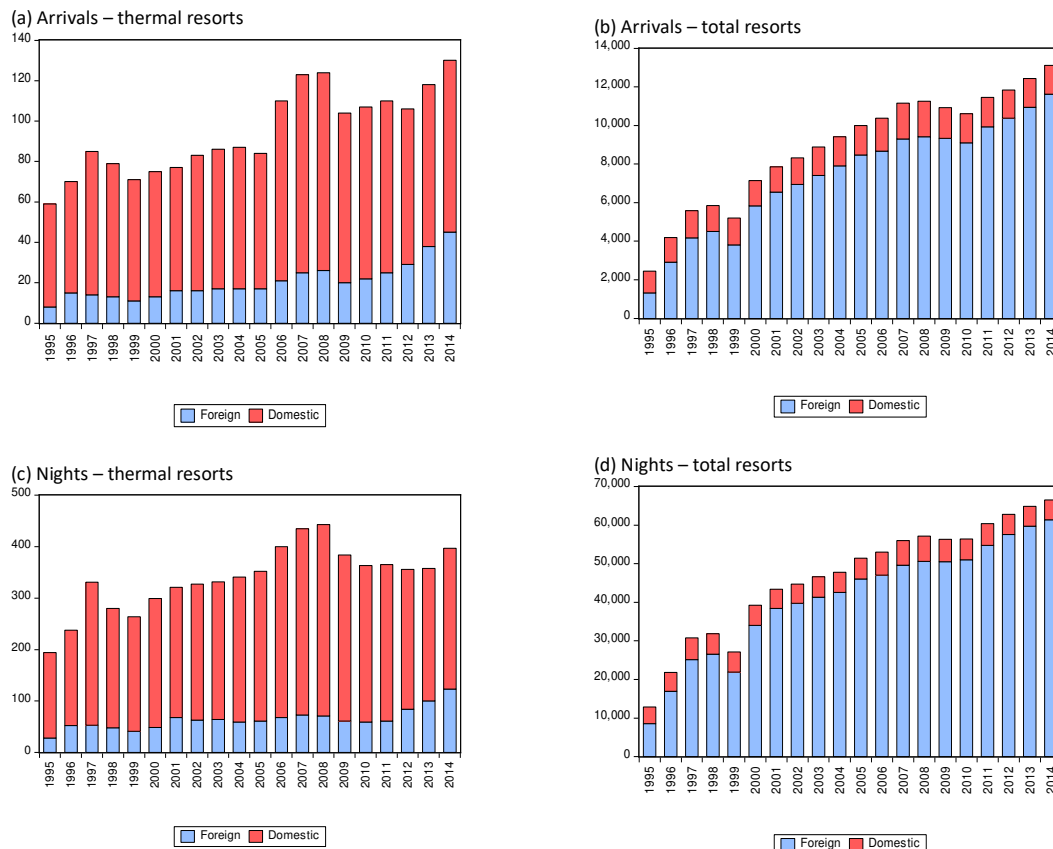 (a) Arrivals – thermal resorts
140
120
100
80
60
40
20
0
1995 1996 1997 1998 1999 2000 2001 2002 2003 2004 2005 2006 2007 2008 2009 2010 2011 2012 2013 2014
Foreign Domestic
(b) Arrivals – total resorts
14,000
12,000
10,000
8,000
6,000
4,000
2,000
0
1995 1996 1997 1998 1999 2000 2001 2002 2003 2004 2005 2006 2007 2008 2009 2010 2011 2012 2013 2014
Foreign Domestic
(c) Nights – thermal resorts
500
400
300
200
100
0
1995 1996 1997 1998 1999 2000 2001 2002 2003 2004 2005 2006 2007 2008 2009 2010 2011 2012 2013 2014
Foreign Domestic
(d) Nights – total resorts
70,000
60,000
50,000
40,000
30,000
20,000
10,000
0
1995 1996 1997 1998 1999 2000 2001 2002 2003 2004 2005 2006 2007 2008 2009 2010 2011 2012 2013 2014
Foreign Domestic